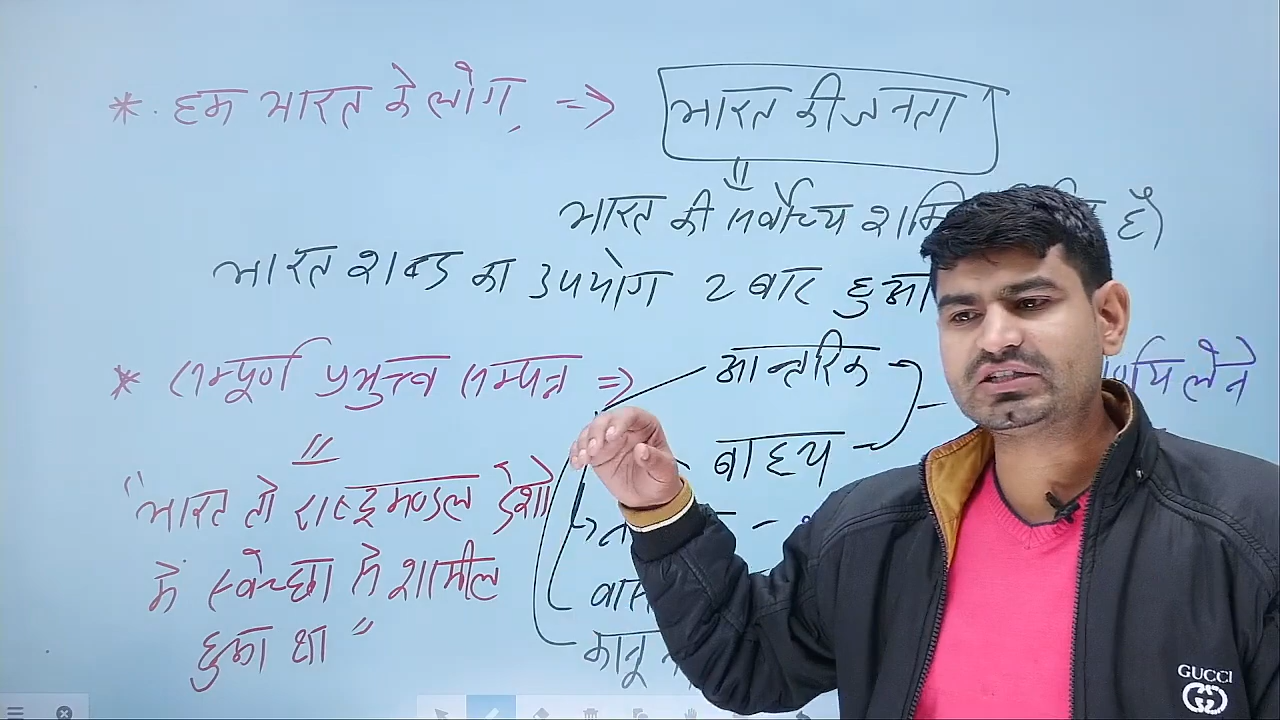 * हम भारत के लोग, => भारत की जनता
भारत की सर्वोच्य है)
भारत शब्द का उपयोग 2 बार हुआ
* सम्पूर्ण प्रभुत्व सम्पन्न => आन्तरिक लेने
बाह्य
"भारत तो राष्ट्रमण्डल देशो
में स्वेच्छा से शामील
हुआ था"
GUCCI